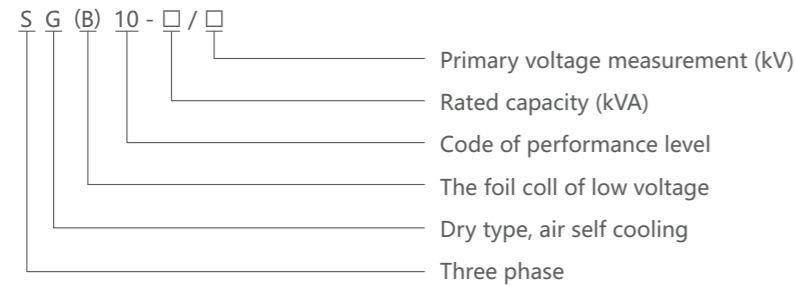 S G (B) 10 - □ / □
Primary voltage measurement (kV)
Rated capacity (kVA)
Code of performance level
The foil coll of low voltage
Dry type, air self cooling
Three phase